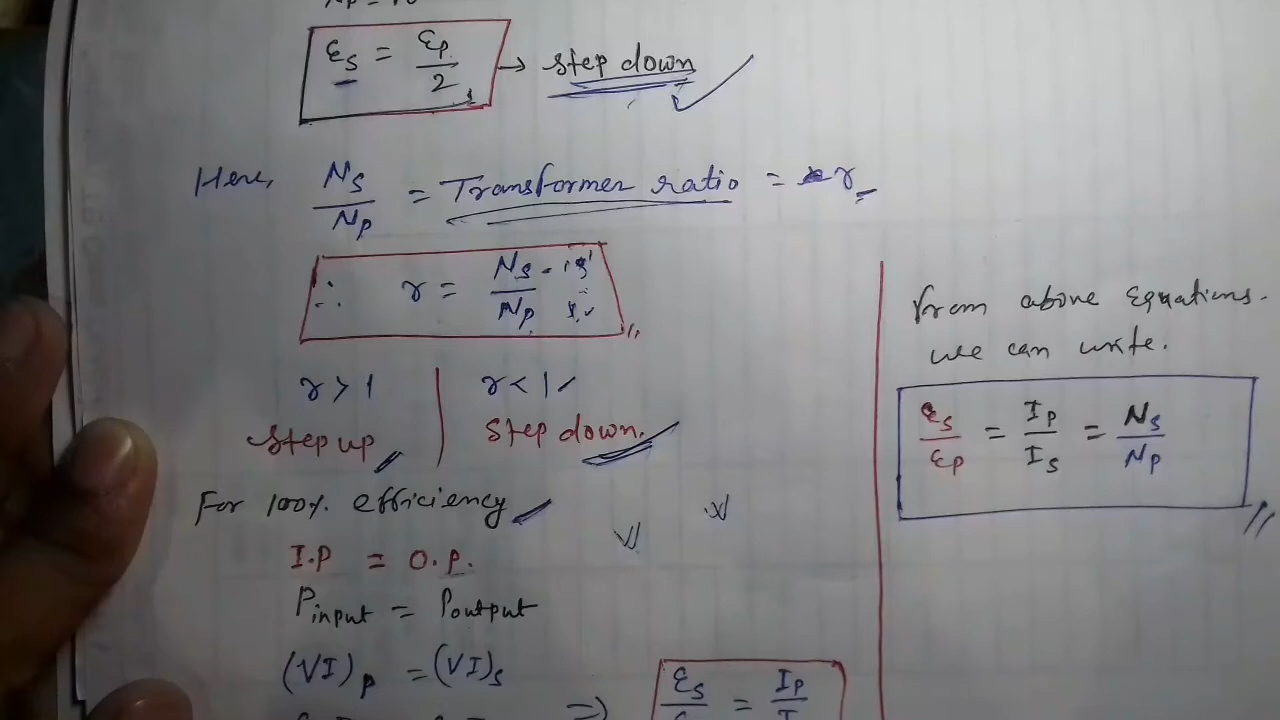 εs = εp/2 → step down
Here, Ns/Np = Transformer ratio = r
∴ r = Ns/Np
r > 1 | r < 1
step up | step down.
For 100% efficiency
I.P = O.P.
Pinput = Poutput
(VI)p = (VI)s
⇒ εs = Ip
from above Equations.
we can write.
εs/εp = Ip/Is = Ns/Np